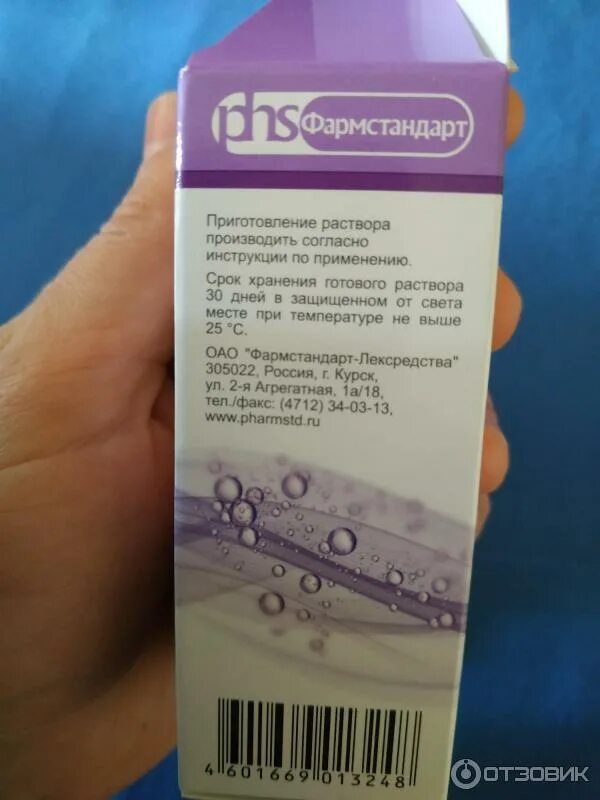 phs Фармстандарт
Приготовление раствора
производить согласно
инструкции по применению.
Срок хранения готового раствора
30 дней в защищенном от света
месте при температуре не выше
25 °С.
ОАО "Фармстандарт-Лексредства"
305022, Россия, г. Курск,
ул. 2-я Агрегатная, 1а/18,
тел./факс: (4712) 34-03-13,
www.pharmstd.ru
4 601669 013248
ОТЗОВИК